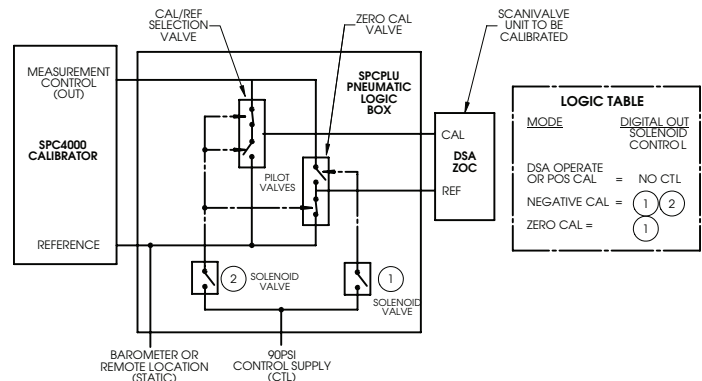 CAL/REF
SELECTION
VALVE
ZERO CAL
VALVE
SCANIVALVE
UNIT TO BE
CALIBRATED
MEASUREMENT
CONTROL
(OUT)
SPC4000
CALIBRATOR
REFERENCE
SPCPLU
PNEUMATIC
LOGIC
BOX
PILOT
VALVES
CAL
DSA
ZOC
REF
2 SOLENOID
VALVE
1
SOLENOID
VALVE
BAROMETER OR
REMOTE LOCATION
(STATIC)
90PSI
CONTROL SUPPLY
(CTL)
LOGIC TABLE
MODE DIGITAL OUT
SOLENOID
CONTROL
DSA OPERATE
OR POS CAL = NO CTL
NEGATIVE CAL = 1 2
ZERO CAL = 1